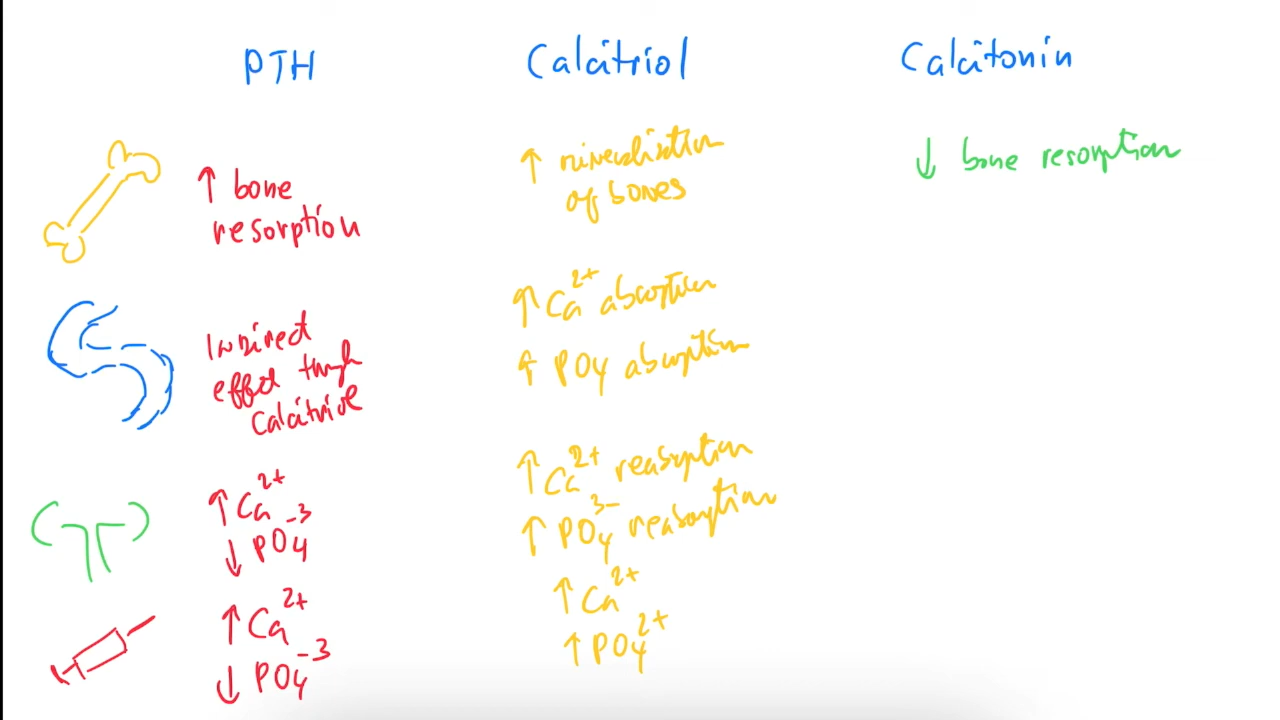 PTH
Calcitriol
Calcitonin
↑ bone
resorption
↑ mineralisation
of bones
↓ bone resorption
Indirect
effect through
Calcitriol
↑ Ca²⁺ absorption
↑ PO4 absorption
↑ Ca²⁺
↓ PO₄⁻³
↑ Ca²⁺ reabsorption
↑ PO₄³⁻ reabsorption
↑ Ca²⁺
↓ PO₄⁻³
↑ Ca²⁺
↑ PO₄²⁺